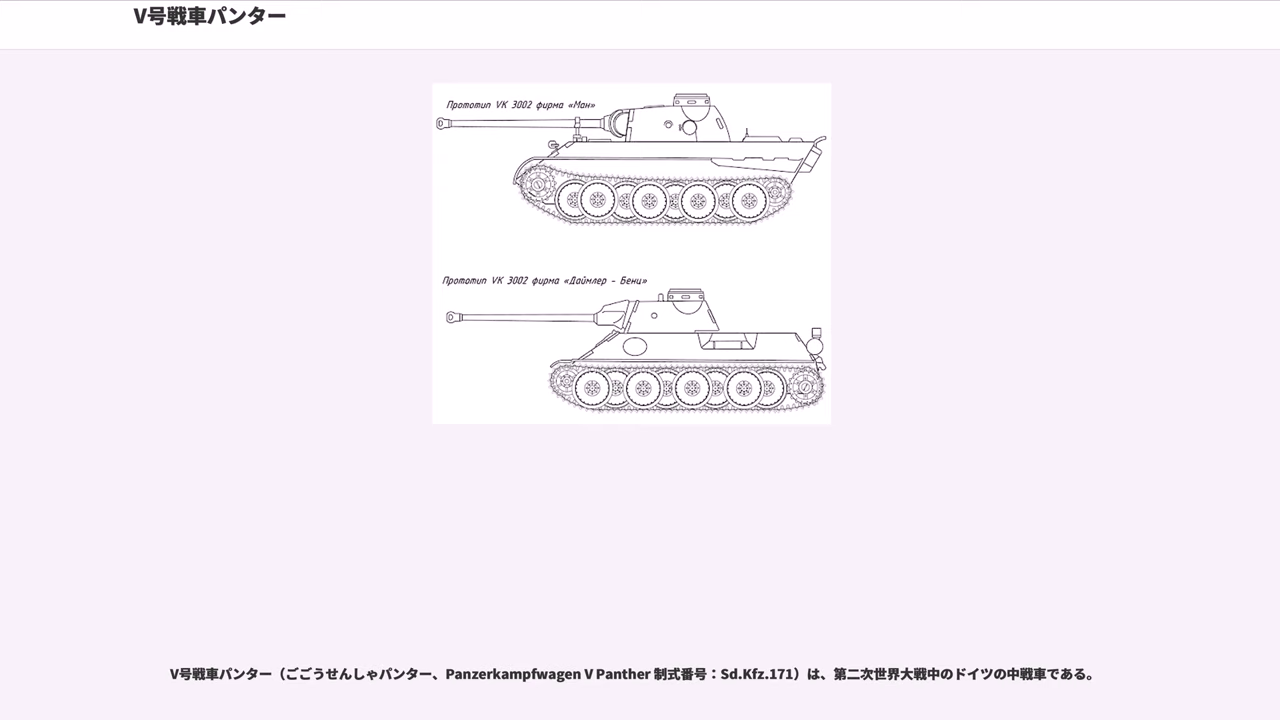 V号戦車パンター
Прототип VK 3002 фирма «Ман»
Прототип VK 3002 фирма «Даймлер - Бенц»
V号戦車パンター（ごごうせんしゃパンター、Panzerkampfwagen V Panther 制式番号：Sd.Kfz.171）は、第二次世界大戦中のドイツの中戦車である。